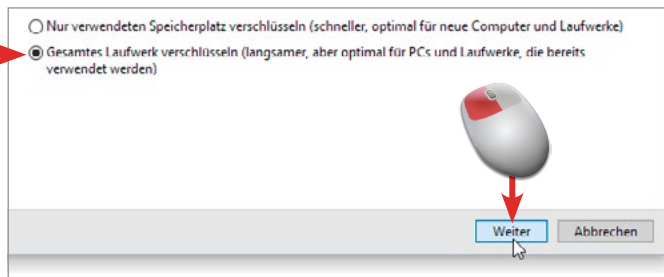 Nur verwendeten Speicherplatz verschlüsseln (schneller, optimal für neue Computer und Laufwerke)
Gesamtes Laufwerk verschlüsseln (langsamer, aber optimal für PCs und Laufwerke, die bereits
verwendet werden)
Weiter Abbrechen